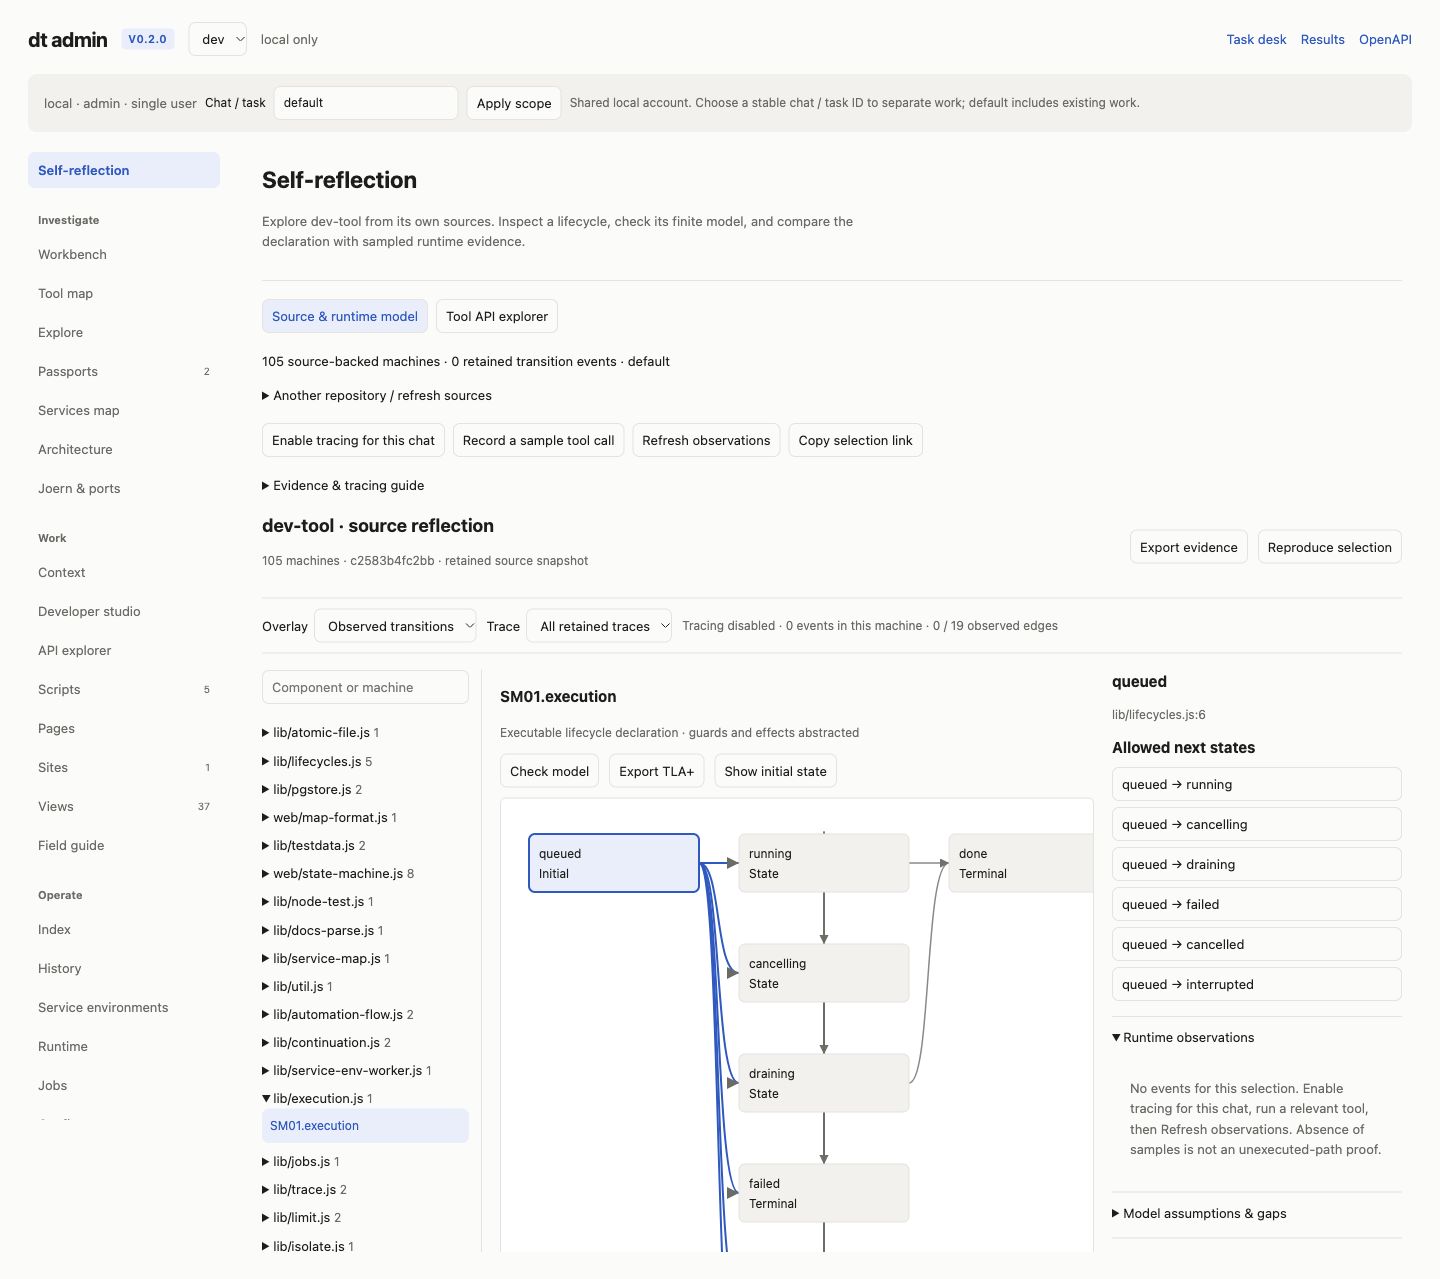 dt admin V0.2.0 dev local only Task desk Results OpenAPI
local · admin · single user Chat / task default Apply scope Shared local account. Choose a stable chat / task ID to separate work; default includes existing work.
Self-reflection
Investigate
Workbench
Tool map
Explore
Passports 2
Services map
Architecture
Joern & ports
Work
Context
Developer studio
API explorer
Scripts 5
Pages
Sites 1
Views 37
Field guide
Operate
Index
History
Service environments
Runtime
Jobs
Self-reflection
Explore dev-tool from its own sources. Inspect a lifecycle, check its finite model, and compare the
declaration with sampled runtime evidence.
Source & runtime model Tool API explorer
105 source-backed machines · 0 retained transition events · default
Another repository / refresh sources
Enable tracing for this chat Record a sample tool call Refresh observations Copy selection link
Evidence & tracing guide
dev-tool · source reflection
105 machines · c2583b4fc2bb · retained source snapshot
Export evidence Reproduce selection
Overlay Observed transitions Trace All retained traces Tracing disabled · 0 events in this machine · 0 / 19 observed edges
Component or machine
lib/atomic-file.js 1
lib/lifecycles.js 5
lib/pgstore.js 2
web/map-format.js 1
lib/testdata.js 2
web/state-machine.js 8
lib/node-test.js 1
lib/docs-parse.js 1
lib/service-map.js 1
lib/util.js 1
lib/automation-flow.js 2
lib/continuation.js 2
lib/service-env-worker.js 1
lib/execution.js 1
SM01.execution
lib/jobs.js 1
lib/trace.js 2
lib/limit.js 2
lib/isolate.js 1
SM01.execution
Executable lifecycle declaration · guards and effects abstracted
Check model Export TLA+ Show initial state
queued
Initial
running
State
done
Terminal
cancelling
State
draining
State
failed
Terminal
queued
lib/lifecycles.js:6
Allowed next states
queued → running
queued → cancelling
queued → draining
queued → failed
queued → cancelled
queued → interrupted
Runtime observations
No events for this selection. Enable
tracing for this chat, run a relevant tool,
then Refresh observations. Absence of
samples is not an unexecuted-path proof.
Model assumptions & gaps